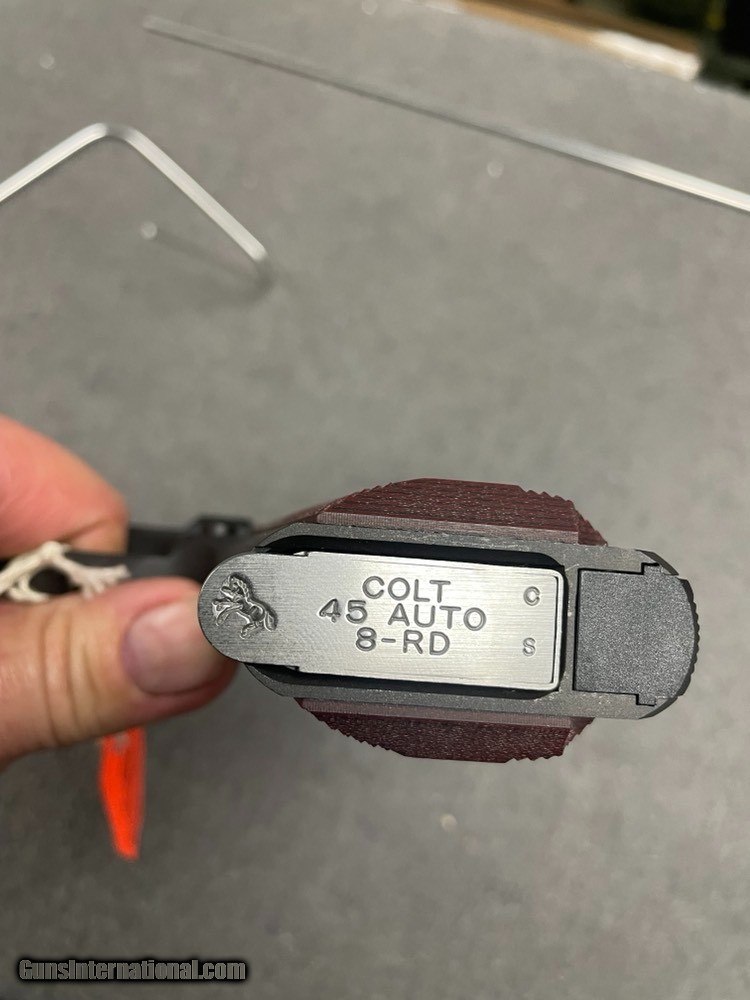 COLT
45 AUTO
8-RD
C
S
GunsInternational.com